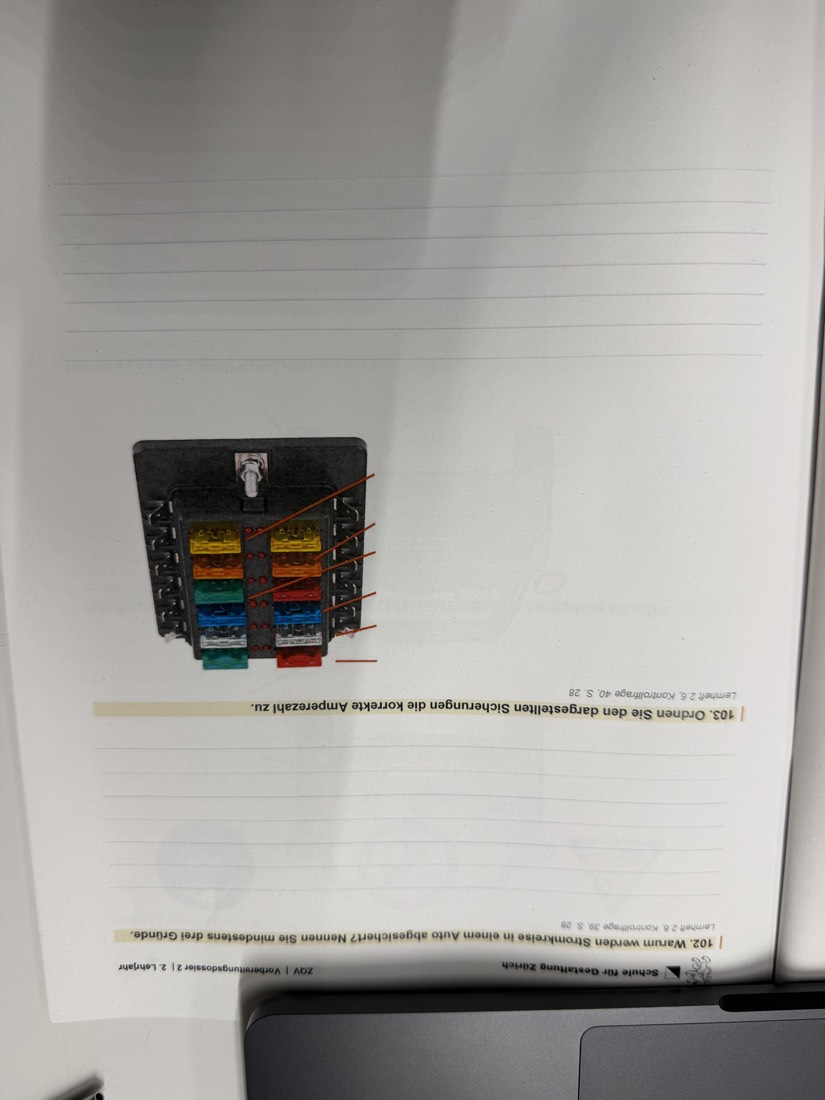 Schule für Gestaltung Zürich
ZQV | Vorbereitungsdossier 2 | 2. Lehrjahr
102. Warum werden Stromkreise in einem Auto abgesichert? Nennen Sie mindestens drei Gründe.
Lernheft 2.6, Kontrollfrage 39, S. 28
103. Ordnen Sie den dargestellten Sicherungen die korrekte Amperezahl zu.
Lernheft 2.6, Kontrollfrage 40, S. 28